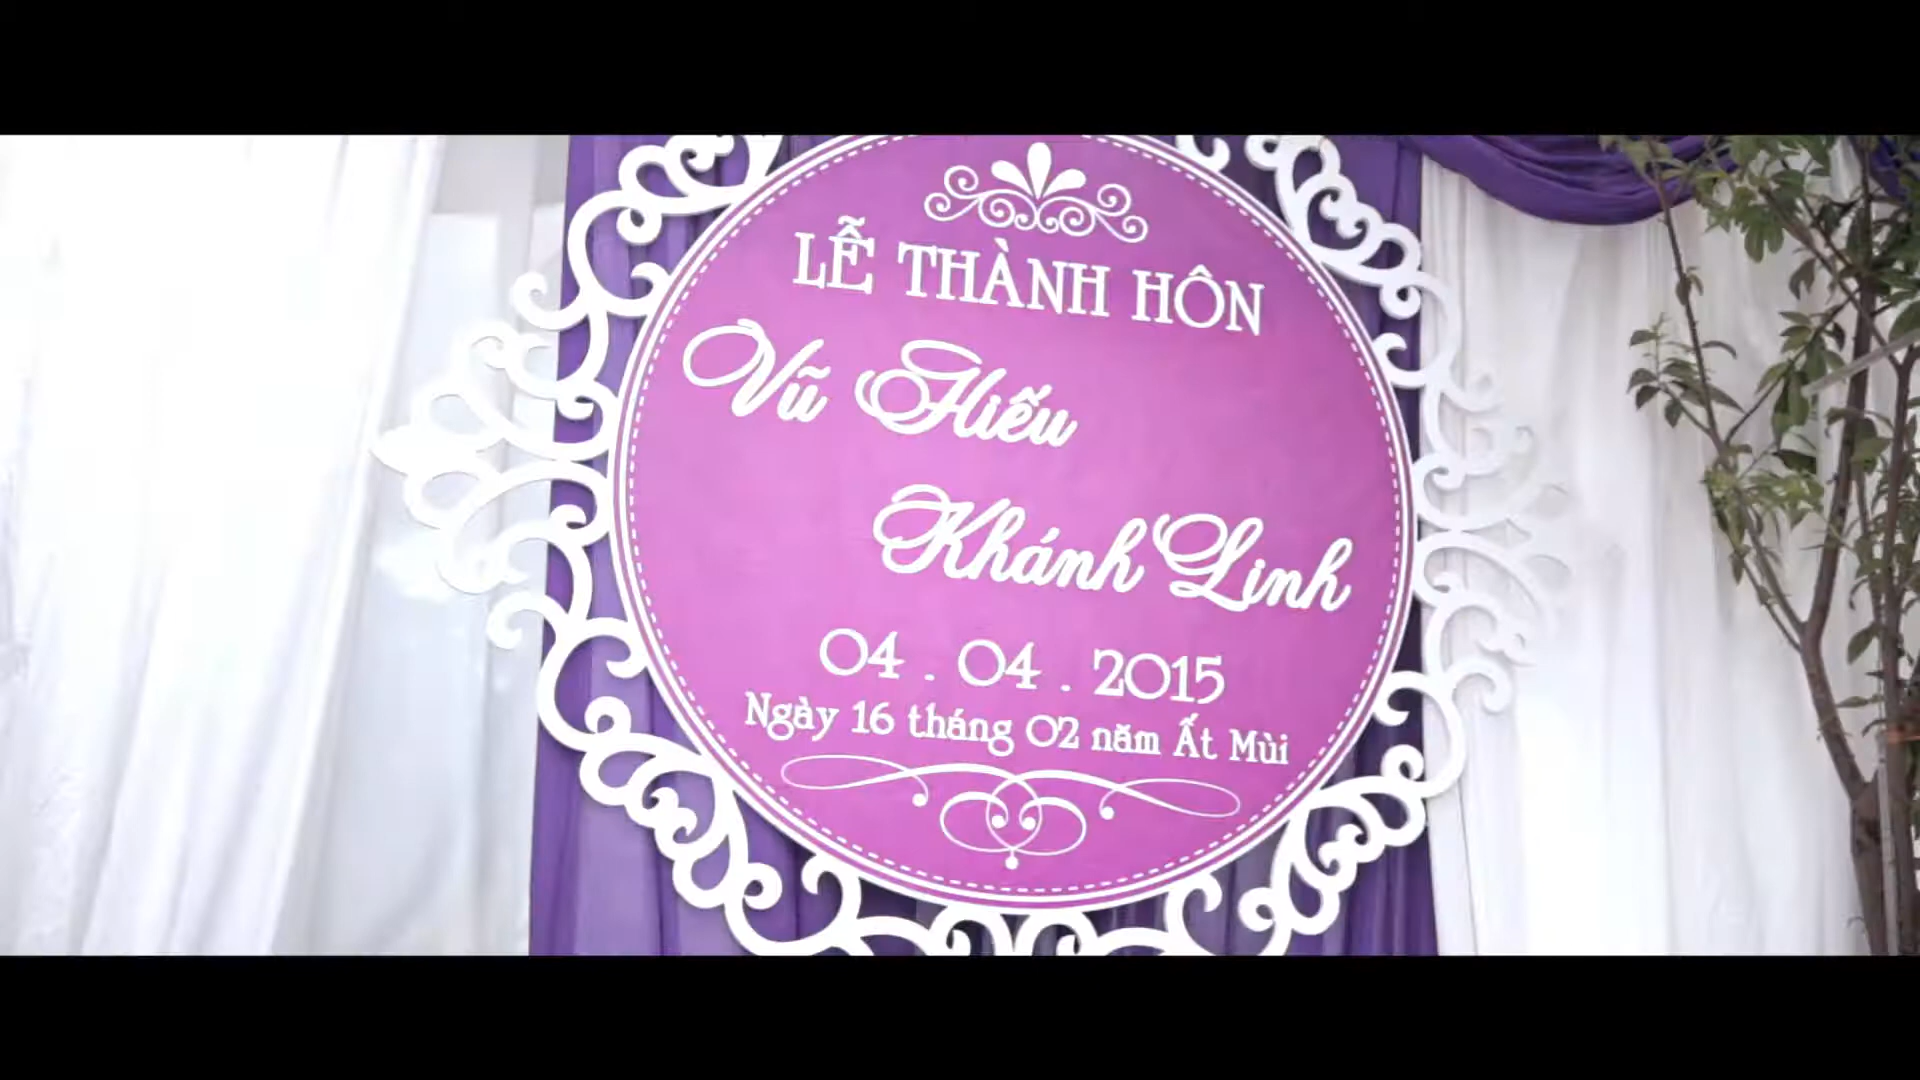 LỄ THÀNH HÔN
Vũ Hiếu
Khánh Linh
04 . 04 . 2015
Ngày 16 tháng 02 năm Ất Mùi